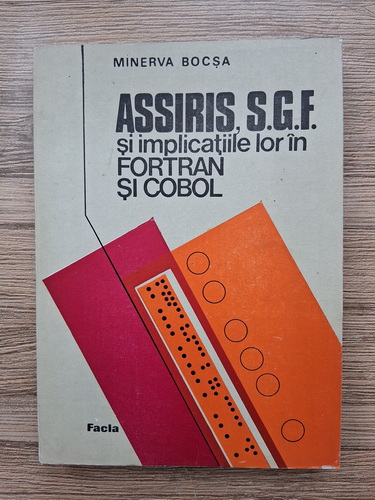 MINERVA BOCȘA
ASSIRIS, S.G.F.
și implicațiile lor în
FORTRAN
ȘI COBOL
Facla